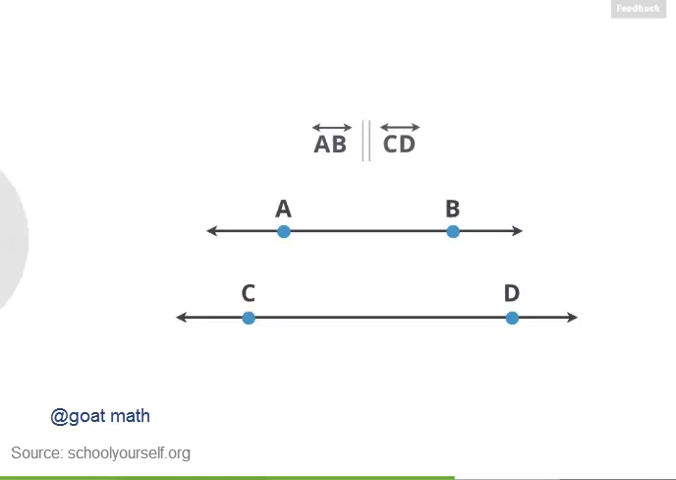 Feedback
AB || CD
A B
C D
@goat math
Source: schoolyourself.org